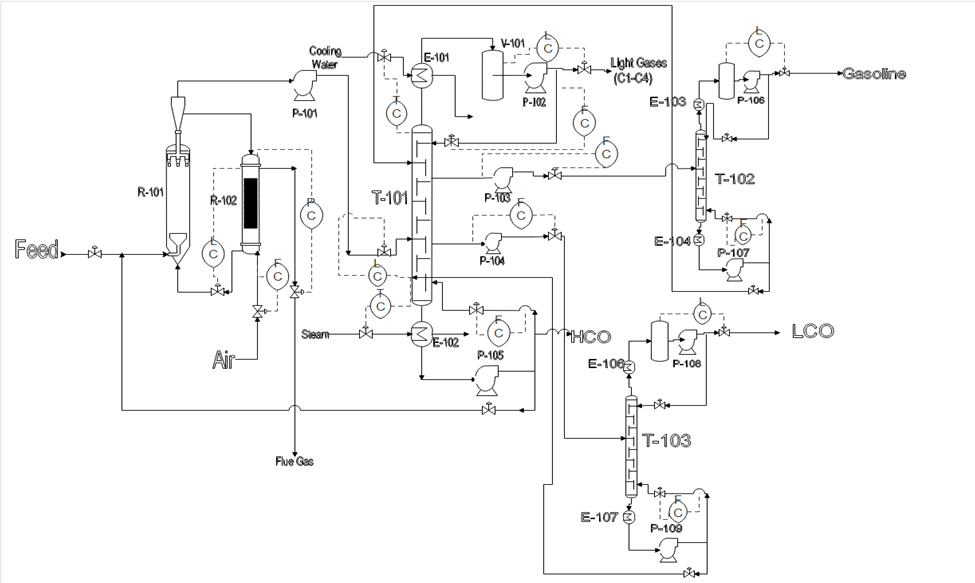 Cooling
Water
E-101
V-101
L
C
Light Gases
(C1-C4)
P-101
P-102
T
C
F
C
L
C
Gasoline
E-103
P-106
R-101
R-102
T-101
P-103
F
C
T-102
P
C
F
C
P-104
E-104
F
C
P-107
Feed
L
C
F
C
L
C
T
C
Steam
E-102
F
C
P-105
HCO
Air
L
C
LCO
E-106
P-108
Flue Gas
T-103
E-107
F
C
P-109